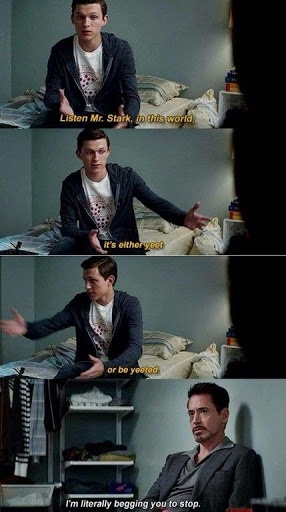 Listen Mr. Stark, in this world,
it's either yeet
or be yeeted.
I'm literally begging you to stop.